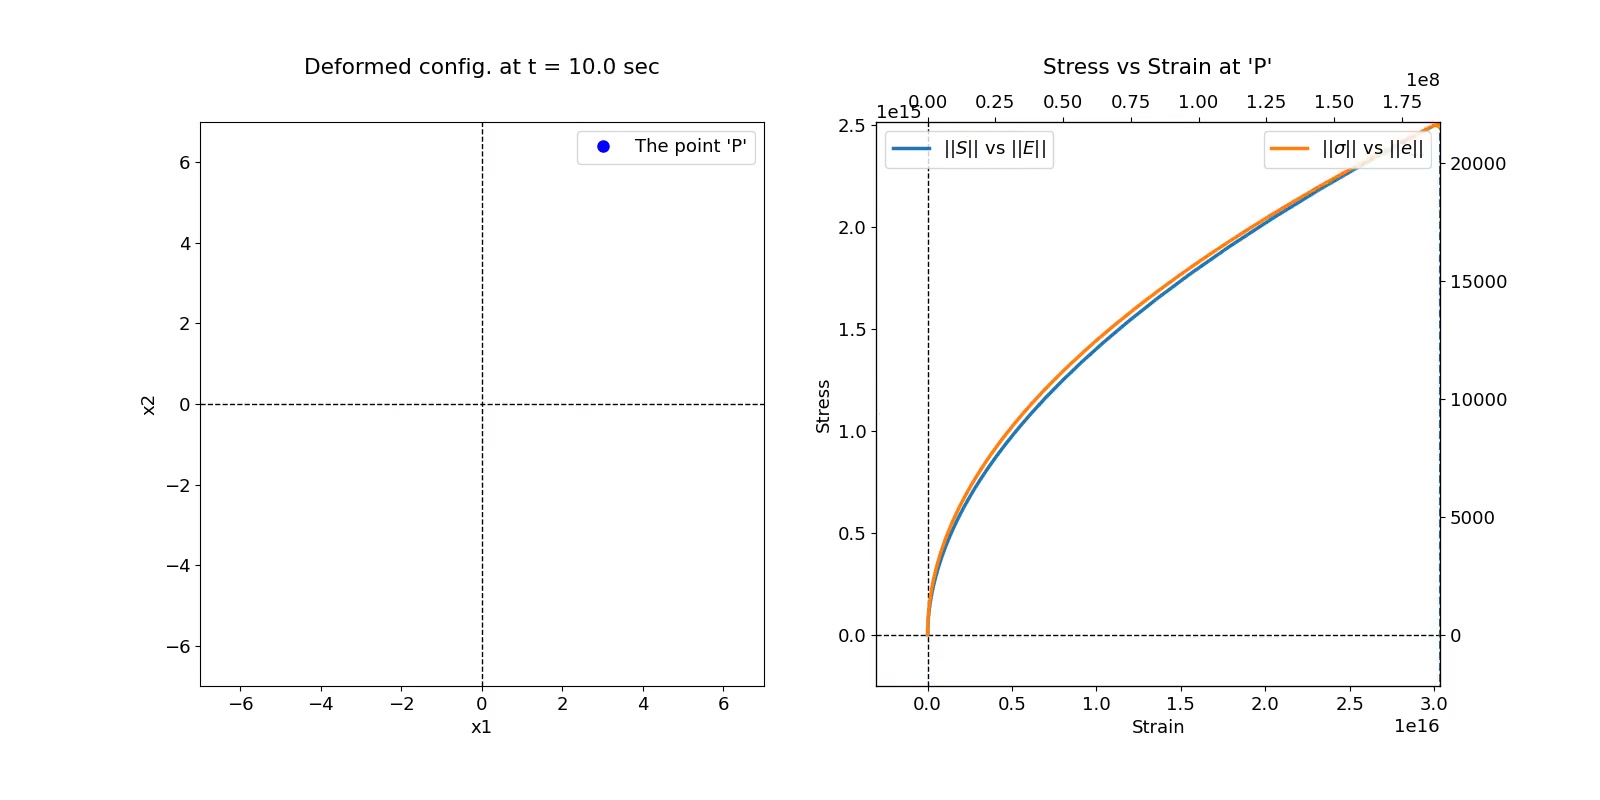 Deformed config. at t = 10.0 sec
The point 'P'
6
4
2
0
−2
−4
−6
−6 −4 −2 0 2 4 6
x1
x2
Stress vs Strain at 'P'
1e8
0.00 0.25 0.50 0.75 1.00 1.25 1.50 1.75
1e15
||S|| vs ||E||
||σ|| vs ||e||
2.5
2.0
1.5
1.0
0.5
0.0
Stress
20000
15000
10000
5000
0
0.0 0.5 1.0 1.5 2.0 2.5 3.0
Strain
1e16